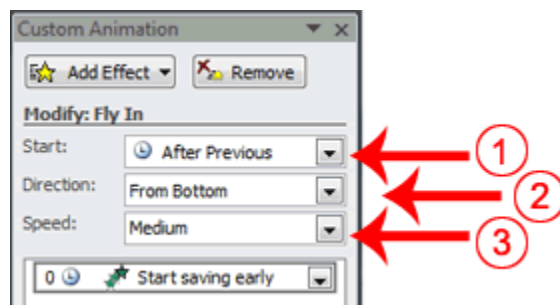 Custom Animation
Add Effect Remove
Modify: Fly In
Start: After Previous 1
Direction: From Bottom 2
Speed: Medium 3
0 Start saving early